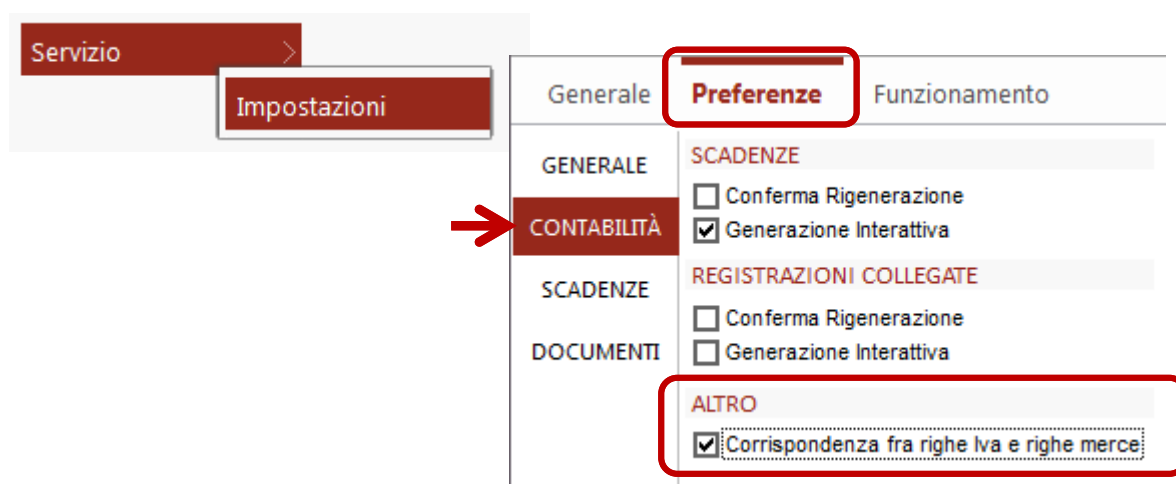 Servizio
Impostazioni
Generale Preferenze Funzionamento
GENERALE
CONTABILITÀ
SCADENZE
DOCUMENTI
SCADENZE
Conferma Rigenerazione
Generazione Interattiva
REGISTRAZIONI COLLEGATE
Conferma Rigenerazione
Generazione Interattiva
ALTRO
Corrispondenza fra righe Iva e righe merce